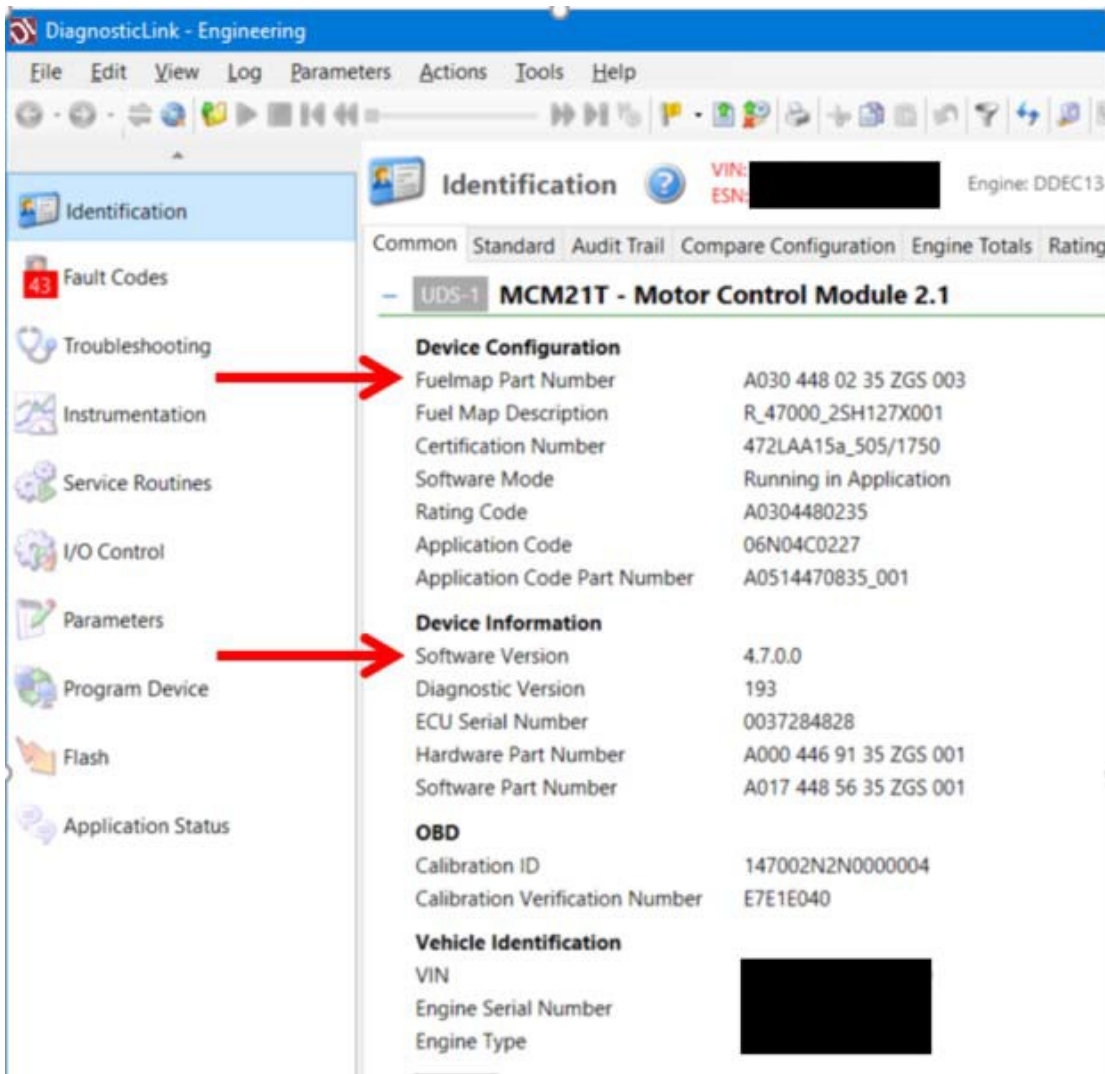 DiagnosticLink - Engineering
File Edit View Log Parameters Actions Tools Help
Identification
VIN:
ESN:
Engine: DDEC13
Identification
43 Fault Codes
Troubleshooting
Instrumentation
Service Routines
I/O Control
Parameters
Program Device
Flash
Application Status
Common Standard Audit Trail Compare Configuration Engine Totals Rating
UDS-1 MCM21T - Motor Control Module 2.1
Device Configuration
Fuelmap Part Number A030 448 02 35 ZGS 003
Fuel Map Description R_47000_2SH127X001
Certification Number 472LAA15a_505/1750
Software Mode Running in Application
Rating Code A0304480235
Application Code 06N04C0227
Application Code Part Number A0514470835_001
Device Information
Software Version 4.7.0.0
Diagnostic Version 193
ECU Serial Number 0037284828
Hardware Part Number A000 446 91 35 ZGS 001
Software Part Number A017 448 56 35 ZGS 001
OBD
Calibration ID 147002N2N0000004
Calibration Verification Number E7E1E040
Vehicle Identification
VIN
Engine Serial Number
Engine Type